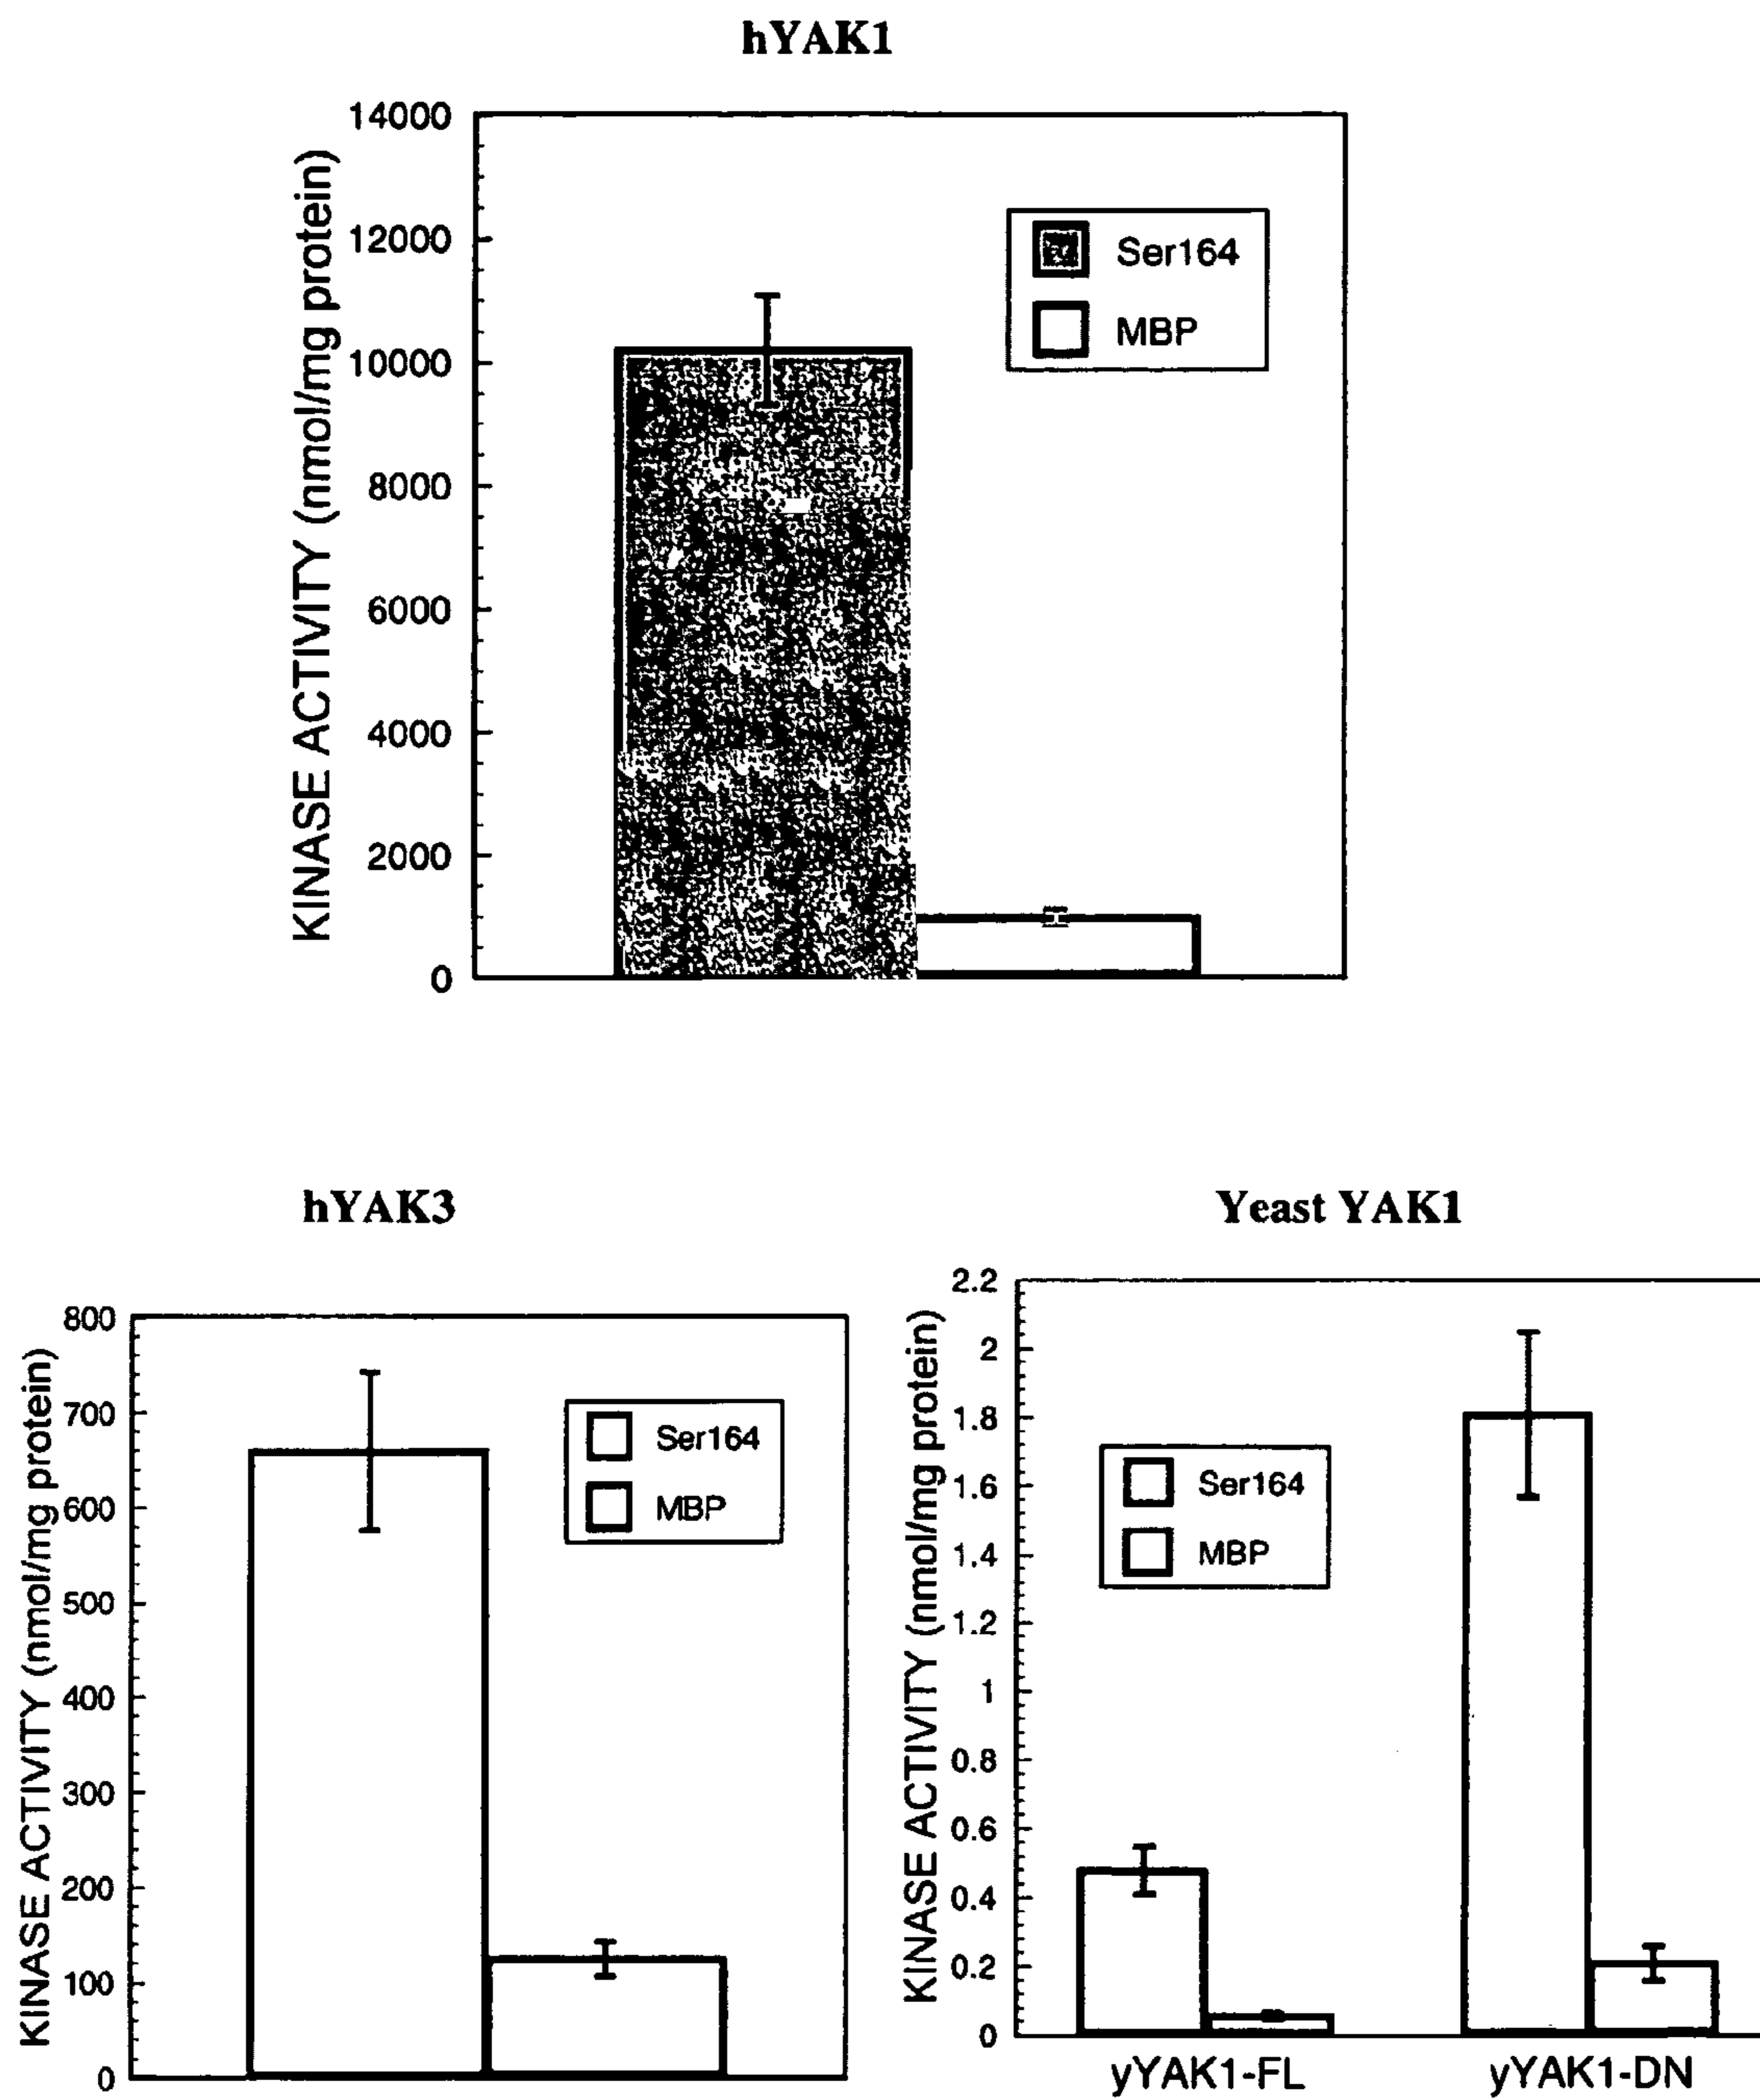 hYAK1
KINASE ACTIVITY (nmol/mg protein)
14000
12000
10000
8000
6000
4000
2000
0
Ser164
MBP
hYAK3
KINASE ACTIVITY (nmol/mg protein)
800
700
600
500
400
300
200
100
0
Ser164
MBP
Yeast YAK1
KINASE ACTIVITY (nmol/mg protein)
2.2
2
1.8
1.6
1.4
1.2
1
0.8
0.6
0.4
0.2
0
Ser164
MBP
yYAK1-FL
yYAK1-DN